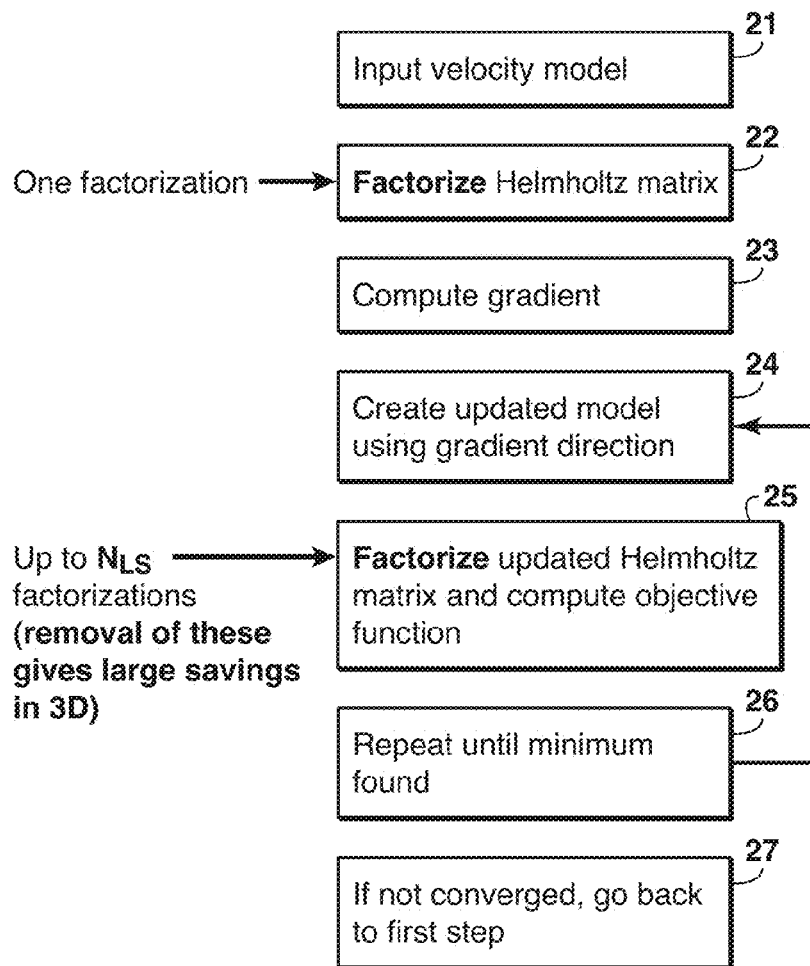 21
Input velocity model
22
One factorization
Factorize Helmholtz matrix
23
Compute gradient
24
Create updated model
using gradient direction
25
Up to NLS
factorizations
(removal of these
gives large savings
in 3D)
Factorize updated Helmholtz
matrix and compute objective
function
26
Repeat until minimum
found
27
If not converged, go back
to first step